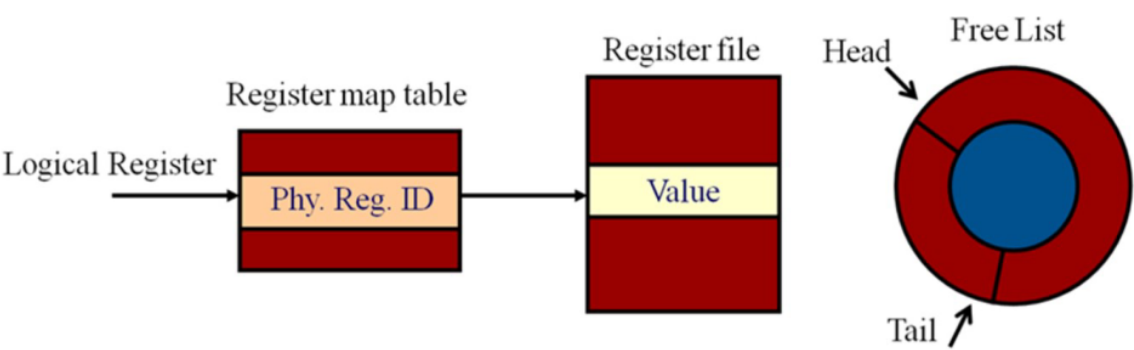 Logical Register
Register map table
Phy. Reg. ID
Register file
Value
Free List
Head
Tail